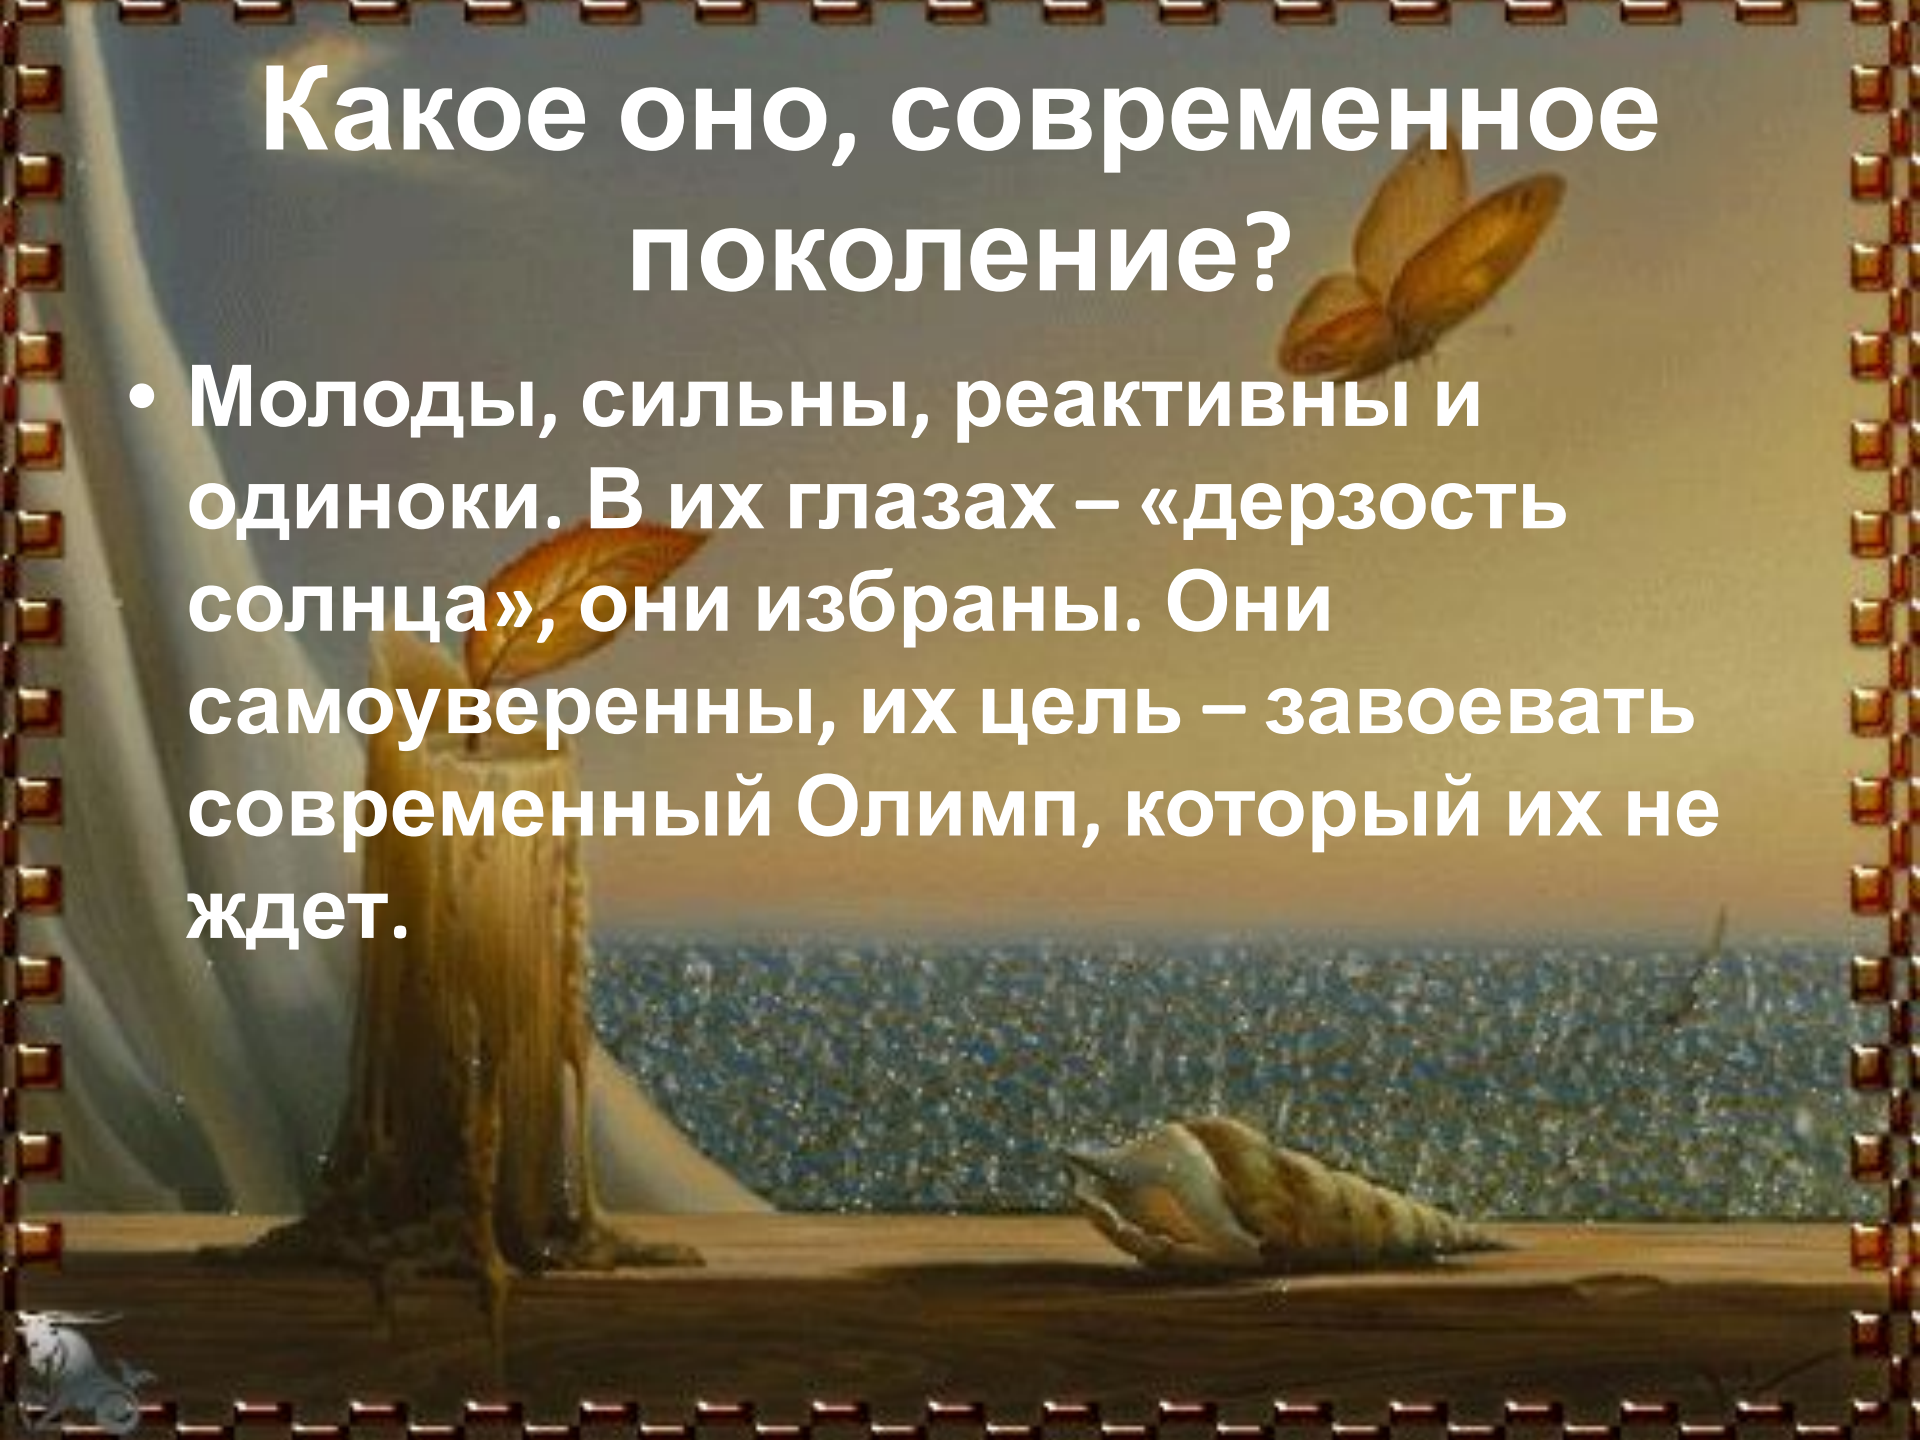 Какое оно, современное
поколение?
• Молоды, сильны, реактивны и
одиноки. В их глазах – «дерзость
солнца», они избраны. Они
самоуверенны, их цель – завоевать
современный Олимп, который их не
ждет.